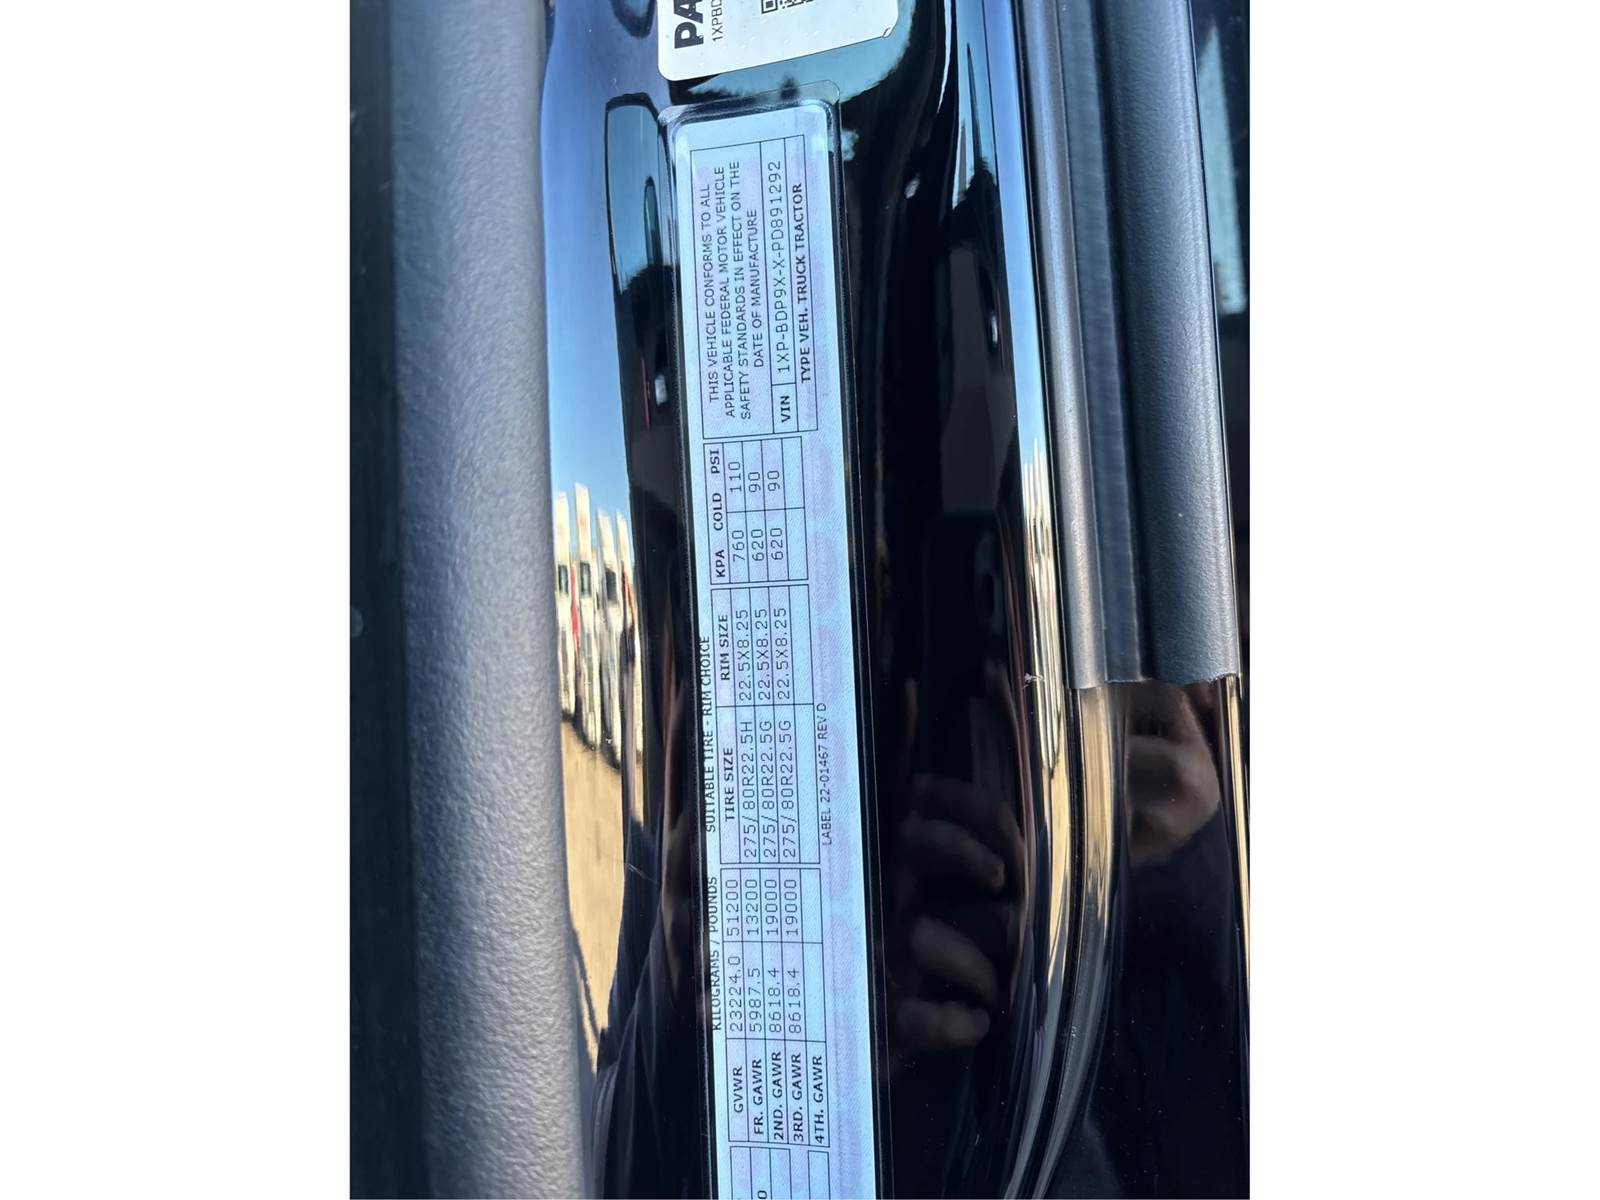 PA
1XPBD
KILOGRAMS / POUNDS
GVWR 23224.0 51200
FR. GAWR 5987.5 13200
2ND. GAWR 8618.4 19000
3RD. GAWR 8618.4 19000
4TH. GAWR
SUITABLE TIRE - RIM CHOICE
TIRE SIZE RIM SIZE
275/ 80R22.5H 22.5X8.25
275/ 80R22.5G 22.5X8.25
275/ 80R22.5G 22.5X8.25
KPA COLD PSI
760 110
620 90
620 90
THIS VEHICLE CONFORMS TO ALL
APPLICABLE FEDERAL MOTOR VEHICLE
SAFETY STANDARDS IN EFFECT ON THE
DATE OF MANUFACTURE
VIN 1XP-BDP9X-X-PD891292
TYPE VEH. TRUCK TRACTOR
LABEL 22-01467 REV D